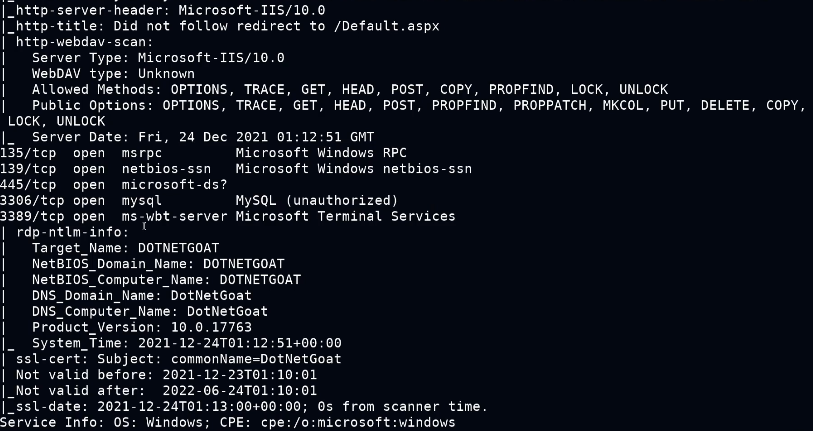 |_http-server-header: Microsoft-IIS/10.0
|_http-title: Did not follow redirect to /Default.aspx
| http-webdav-scan:
|   Server Type: Microsoft-IIS/10.0
|   WebDAV type: Unknown
|   Allowed Methods: OPTIONS, TRACE, GET, HEAD, POST, COPY, PROPFIND, LOCK, UNLOCK
|   Public Options: OPTIONS, TRACE, GET, HEAD, POST, PROPFIND, PROPPATCH, MKCOL, PUT, DELETE, COPY,
 LOCK, UNLOCK
|_  Server Date: Fri, 24 Dec 2021 01:12:51 GMT
135/tcp  open  msrpc         Microsoft Windows RPC
139/tcp  open  netbios-ssn   Microsoft Windows netbios-ssn
445/tcp  open  microsoft-ds?
3306/tcp open  mysql         MySQL (unauthorized)
3389/tcp open  ms-wbt-server Microsoft Terminal Services
| rdp-ntlm-info:
|   Target_Name: DOTNETGOAT
|   NetBIOS_Domain_Name: DOTNETGOAT
|   NetBIOS_Computer_Name: DOTNETGOAT
|   DNS_Domain_Name: DotNetGoat
|   DNS_Computer_Name: DotNetGoat
|   Product_Version: 10.0.17763
|_  System_Time: 2021-12-24T01:12:51+00:00
| ssl-cert: Subject: commonName=DotNetGoat
| Not valid before: 2021-12-23T01:10:01
|_Not valid after:  2022-06-24T01:10:01
|_ssl-date: 2021-12-24T01:13:00+00:00; 0s from scanner time.
Service Info: OS: Windows; CPE: cpe:/o:microsoft:windows